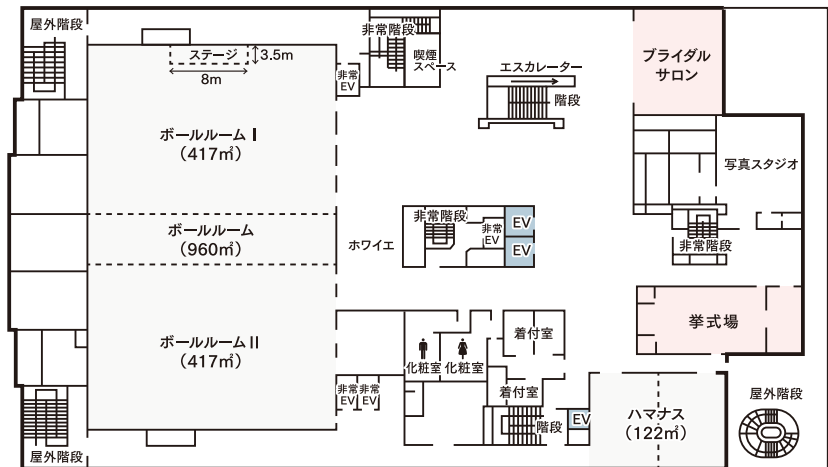 屋外階段
ステージ
3.5m
8m
非常階段
喫煙
スペース
非常
EV
エスカレーター
階段
ブライダル
サロン
ボールルーム I
(417㎡)
写真スタジオ
ボールルーム
(960㎡)
ホワイエ
非常階段
非常
EV
EV
EV
非常階段
ボールルーム II
(417㎡)
挙式場
着付室
化粧室
化粧室
着付室
非常
EV
非常
EV
階段
EV
ハマナス
(122㎡)
屋外階段
屋外階段